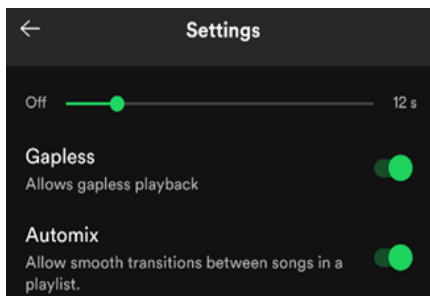 Settings
Off 12 s
Gapless
Allows gapless playback
Automix
Allow smooth transitions between songs in a
playlist.